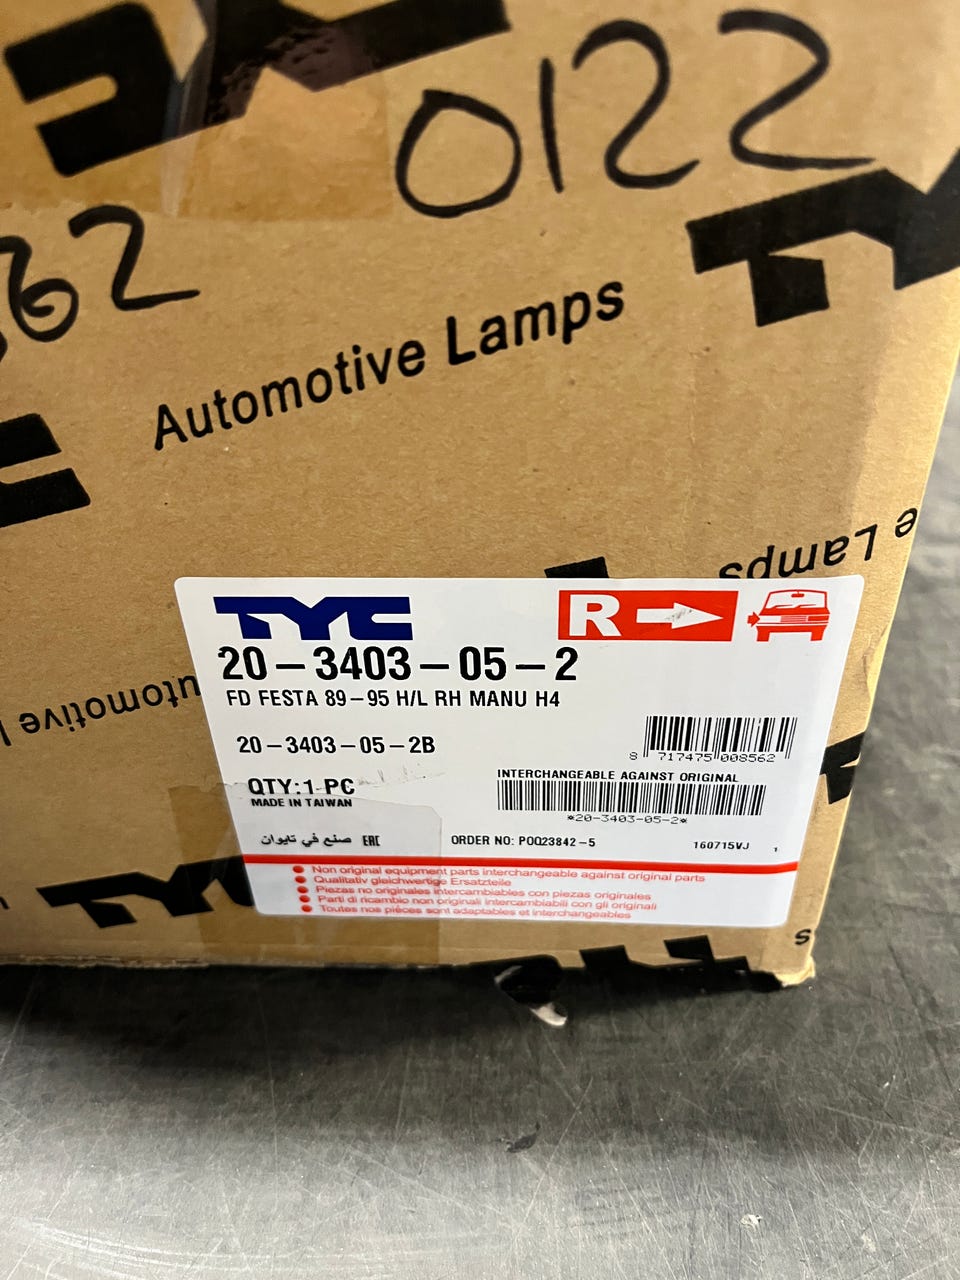 0122
62
TYC
Automotive Lamps
e Lamps
utomotive
TYC
R
20-3403-05-2
FD FESTA 89-95 H/L RH MANU H4
20-3403-05-2B
8 717475 008562
INTERCHANGEABLE AGAINST ORIGINAL
QTY:1 PC
MADE IN TAIWAN
*20-3403-05-2*
صنع في تايوان EAC
ORDER NO: P0023842-5
160715VJ 1
Non original equipment parts interchangeable against original parts
Qualitativ gleichwertige Ersatzteile
Piezas no originales intercambiables con piezas originales
Parti di ricambio non originali intercambiabili con gli originali
Toutes nos pièces sont adaptables et interchangeables
TYC
s